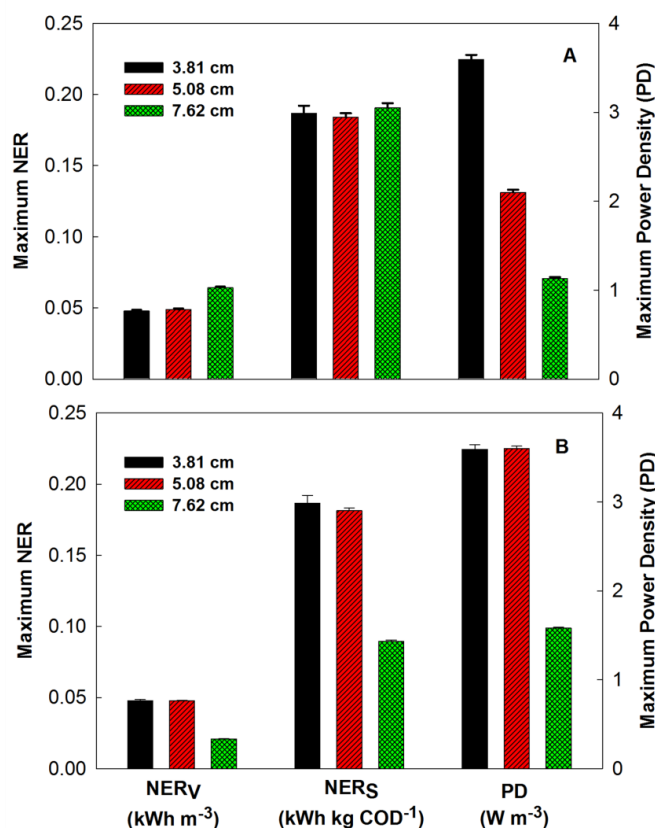 0.25
0.20
0.15
0.10
0.05
0.00
Maximum NER
3.81 cm
5.08 cm
7.62 cm
A
4
3
2
1
0
Maximum Power Density (PD)
0.25
0.20
0.15
0.10
0.05
0.00
Maximum NER
3.81 cm
5.08 cm
7.62 cm
B
4
3
2
1
0
Maximum Power Density (PD)
NERV NERS PD
(kWh m⁻³) (kWh kg COD⁻¹) (W m⁻³)